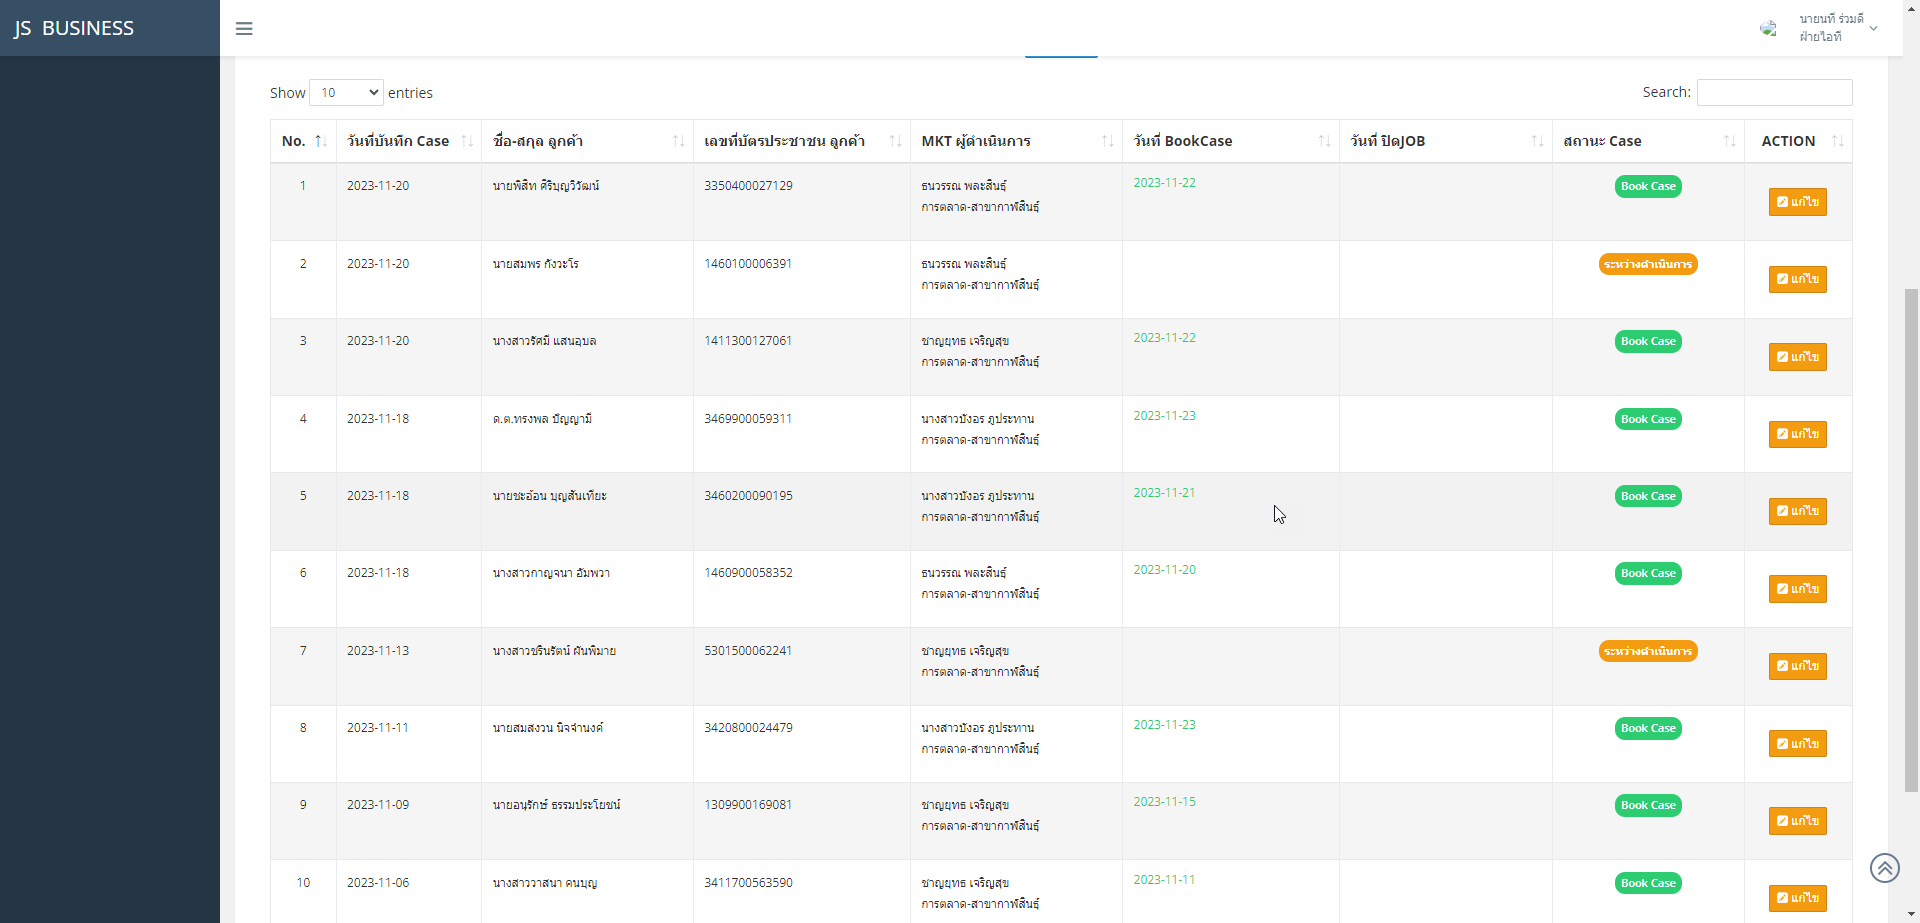 JS BUSINESS
นายนที ร่วมดี
ฝ่ายไอที
Show 10 entries
Search:
No. วันที่บันทึก Case ชื่อ-สกุล ลูกค้า เลขที่บัตรประชาชน ลูกค้า MKT ผู้ดำเนินการ วันที่ BookCase วันที่ ปิดJOB สถานะ Case ACTION
1 2023-11-20 นายพิสิท ศิริบุญวิวัฒน์ 3350400027129 ธนวรรณ พละสินธุ์ 2023-11-22 Book Case แก้ไข
การตลาด-สาขากาฬสินธุ์
2 2023-11-20 นายสมพร กังวะโร 1460100006391 ธนวรรณ พละสินธุ์ ระหว่างดำเนินการ แก้ไข
การตลาด-สาขากาฬสินธุ์
3 2023-11-20 นางสาวรัศมี แสนอุบล 1411300127061 ชาญยุทธ เจริญสุข 2023-11-22 Book Case แก้ไข
การตลาด-สาขากาฬสินธุ์
4 2023-11-18 ด.ต.ทรงพล ปัญญามี 3469900059311 นางสาวบังอร ภูประทาน 2023-11-23 Book Case แก้ไข
การตลาด-สาขากาฬสินธุ์
5 2023-11-18 นายชะอ้อน บุญสันเทียะ 3460200090195 นางสาวบังอร ภูประทาน 2023-11-21 Book Case แก้ไข
การตลาด-สาขากาฬสินธุ์
6 2023-11-18 นางสาวกาญจนา อัมพวา 1460900058352 ธนวรรณ พละสินธุ์ 2023-11-20 Book Case แก้ไข
การตลาด-สาขากาฬสินธุ์
7 2023-11-13 นางสาวชรินรัตน์ ผันพิมาย 5301500062241 ชาญยุทธ เจริญสุข ระหว่างดำเนินการ แก้ไข
การตลาด-สาขากาฬสินธุ์
8 2023-11-11 นายสมสงวน นิจจำนงค์ 3420800024479 นางสาวบังอร ภูประทาน 2023-11-23 Book Case แก้ไข
การตลาด-สาขากาฬสินธุ์
9 2023-11-09 นายอนุรักษ์ ธรรมประโยชน์ 1309900169081 ชาญยุทธ เจริญสุข 2023-11-15 Book Case แก้ไข
การตลาด-สาขากาฬสินธุ์
10 2023-11-06 นางสาววาสนา คนบุญ 3411700563590 ชาญยุทธ เจริญสุข 2023-11-11 Book Case แก้ไข
การตลาด-สาขากาฬสินธุ์